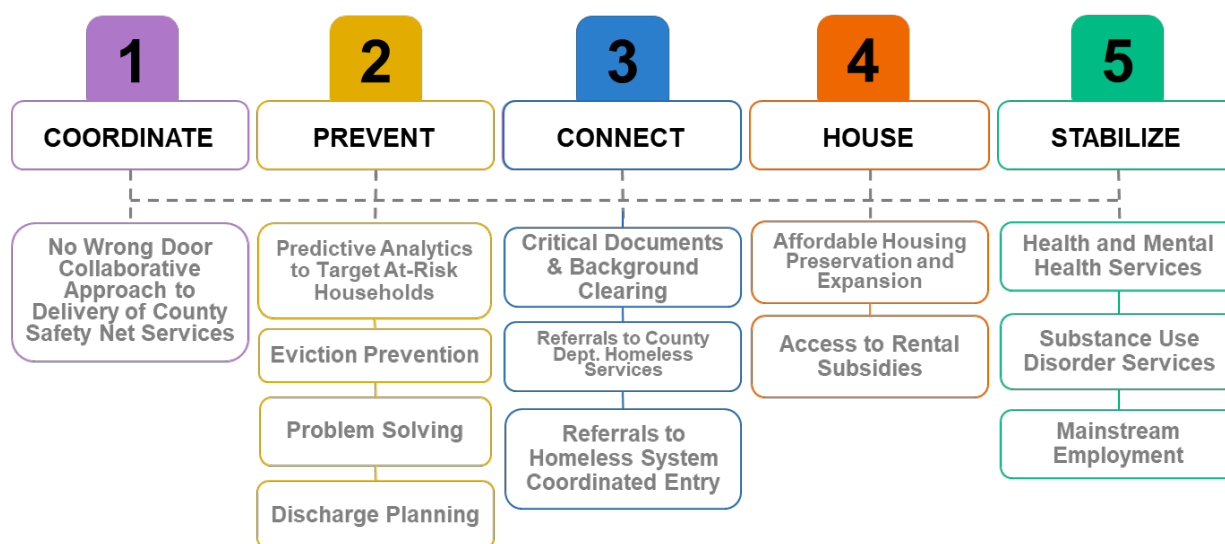 1
2
3
4
5
COORDINATE
PREVENT
CONNECT
HOUSE
STABILIZE
No Wrong Door
Collaborative
Approach to
Delivery of County
Safety Net Services
Predictive Analytics
to Target At-Risk
Households
Eviction Prevention
Problem Solving
Discharge Planning
Critical Documents
& Background
Clearing
Referrals to County
Dept. Homeless
Services
Referrals to
Homeless System
Coordinated Entry
Affordable Housing
Preservation and
Expansion
Access to Rental
Subsidies
Health and Mental
Health Services
Substance Use
Disorder Services
Mainstream
Employment